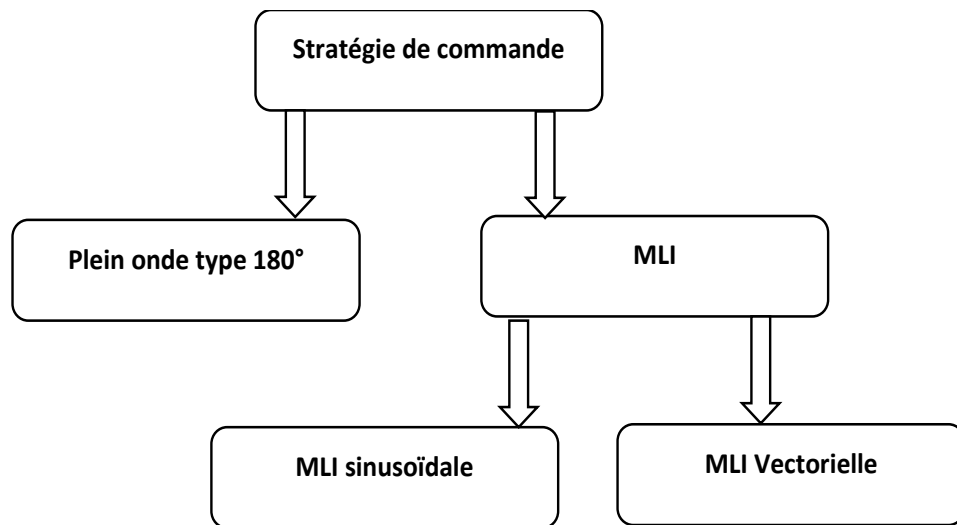 Stratégie de commande
Plein onde type 180°
MLI
MLI sinusoïdale
MLI Vectorielle